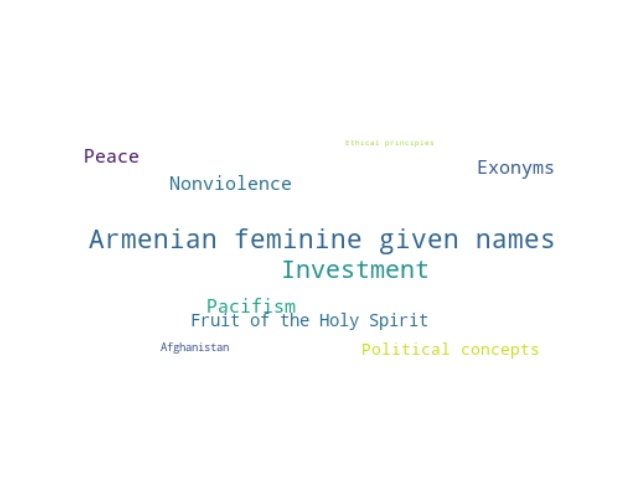 Ethical principles
Peace
Exonyms
Nonviolence
Armenian feminine given names
Investment
Pacifism
Fruit of the Holy Spirit
Afghanistan
Political concepts